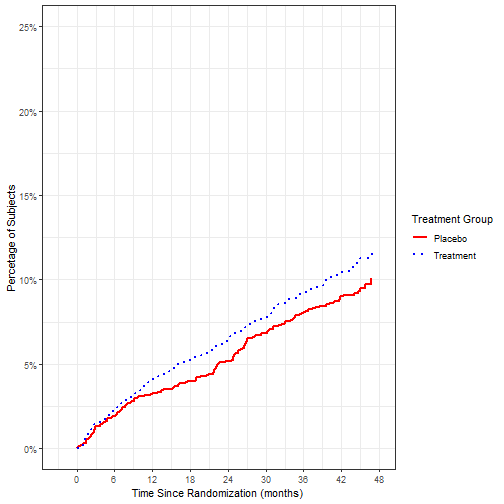 25%
20%
15%
10%
5%
0%
Percetage of Subjects
0 6 12 18 24 30 36 42 48
Time Since Randomization (months)
Treatment Group
Placebo
Treatment